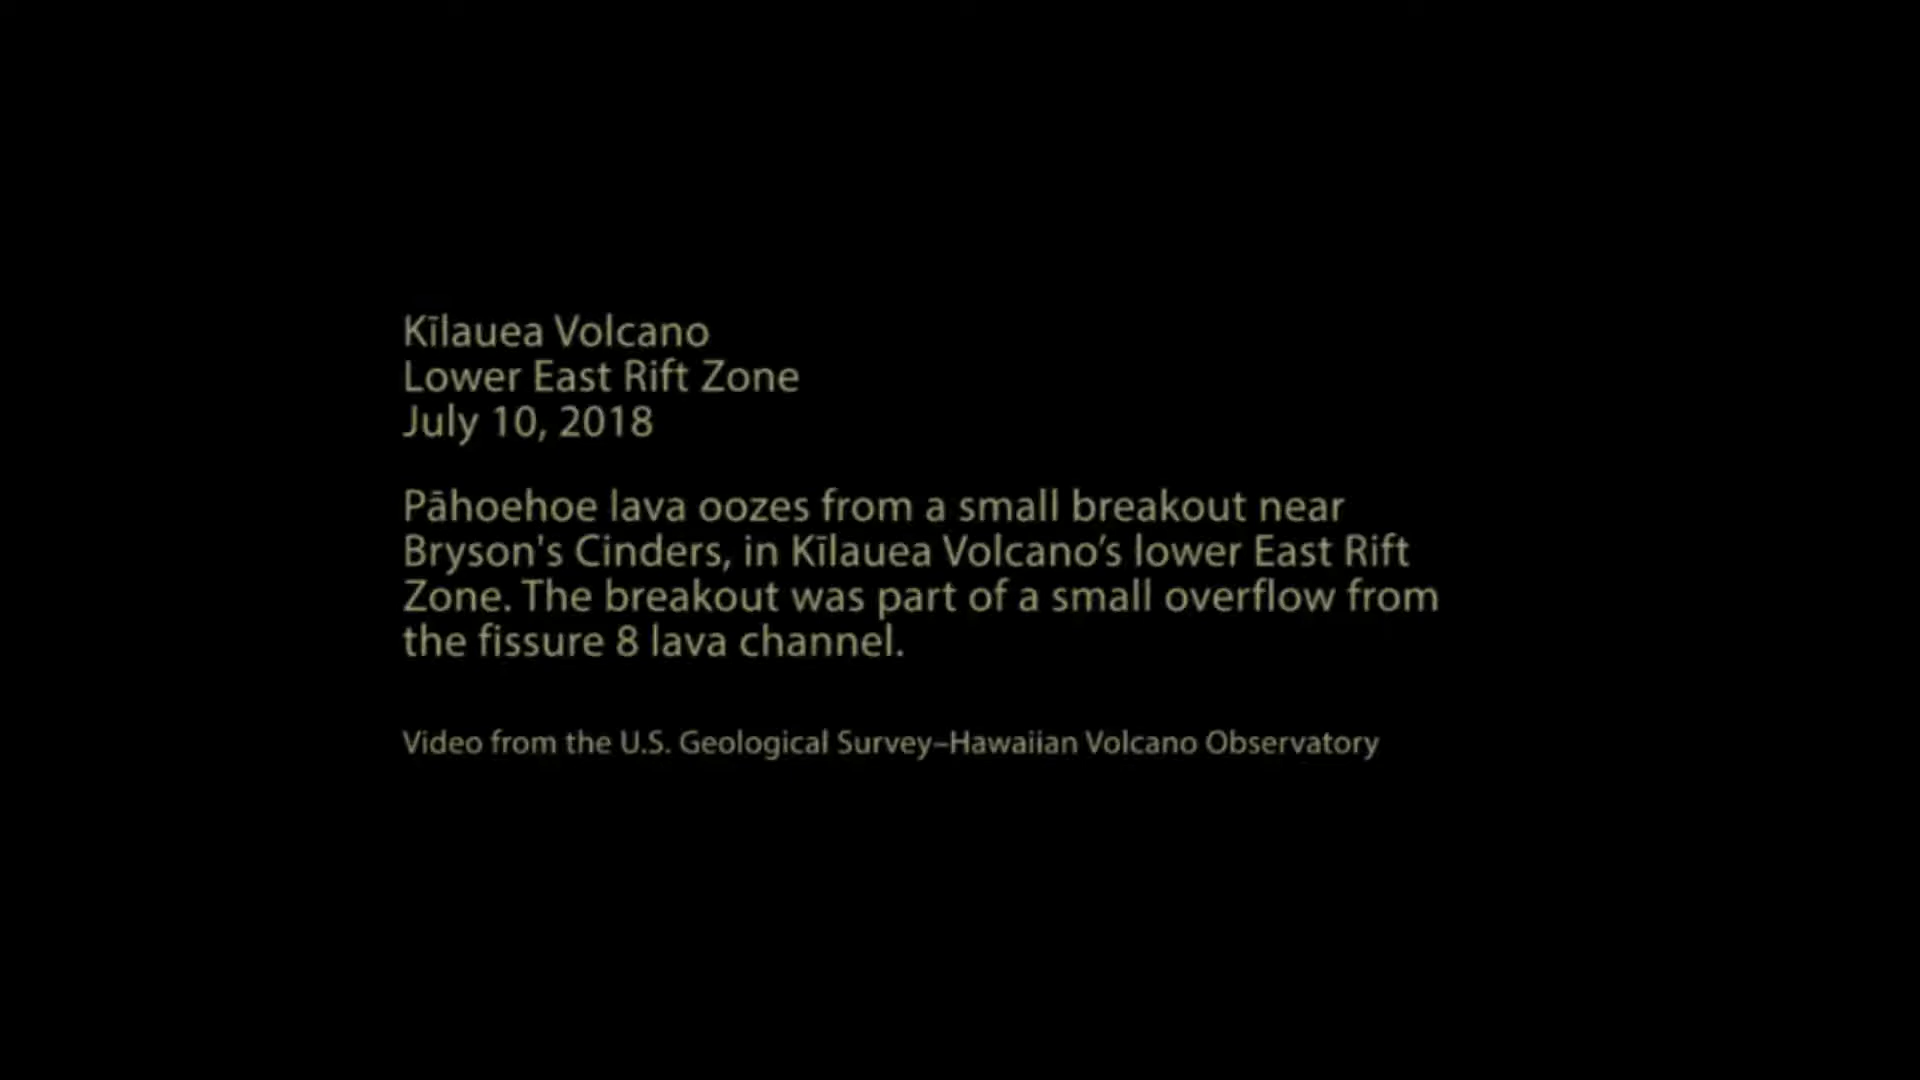 Kīlauea Volcano
Lower East Rift Zone
July 10, 2018
Pāhoehoe lava oozes from a small breakout near
Bryson's Cinders, in Kīlauea Volcano’s lower East Rift
Zone. The breakout was part of a small overflow from
the fissure 8 lava channel.
Video from the U.S. Geological Survey–Hawaiian Volcano Observatory